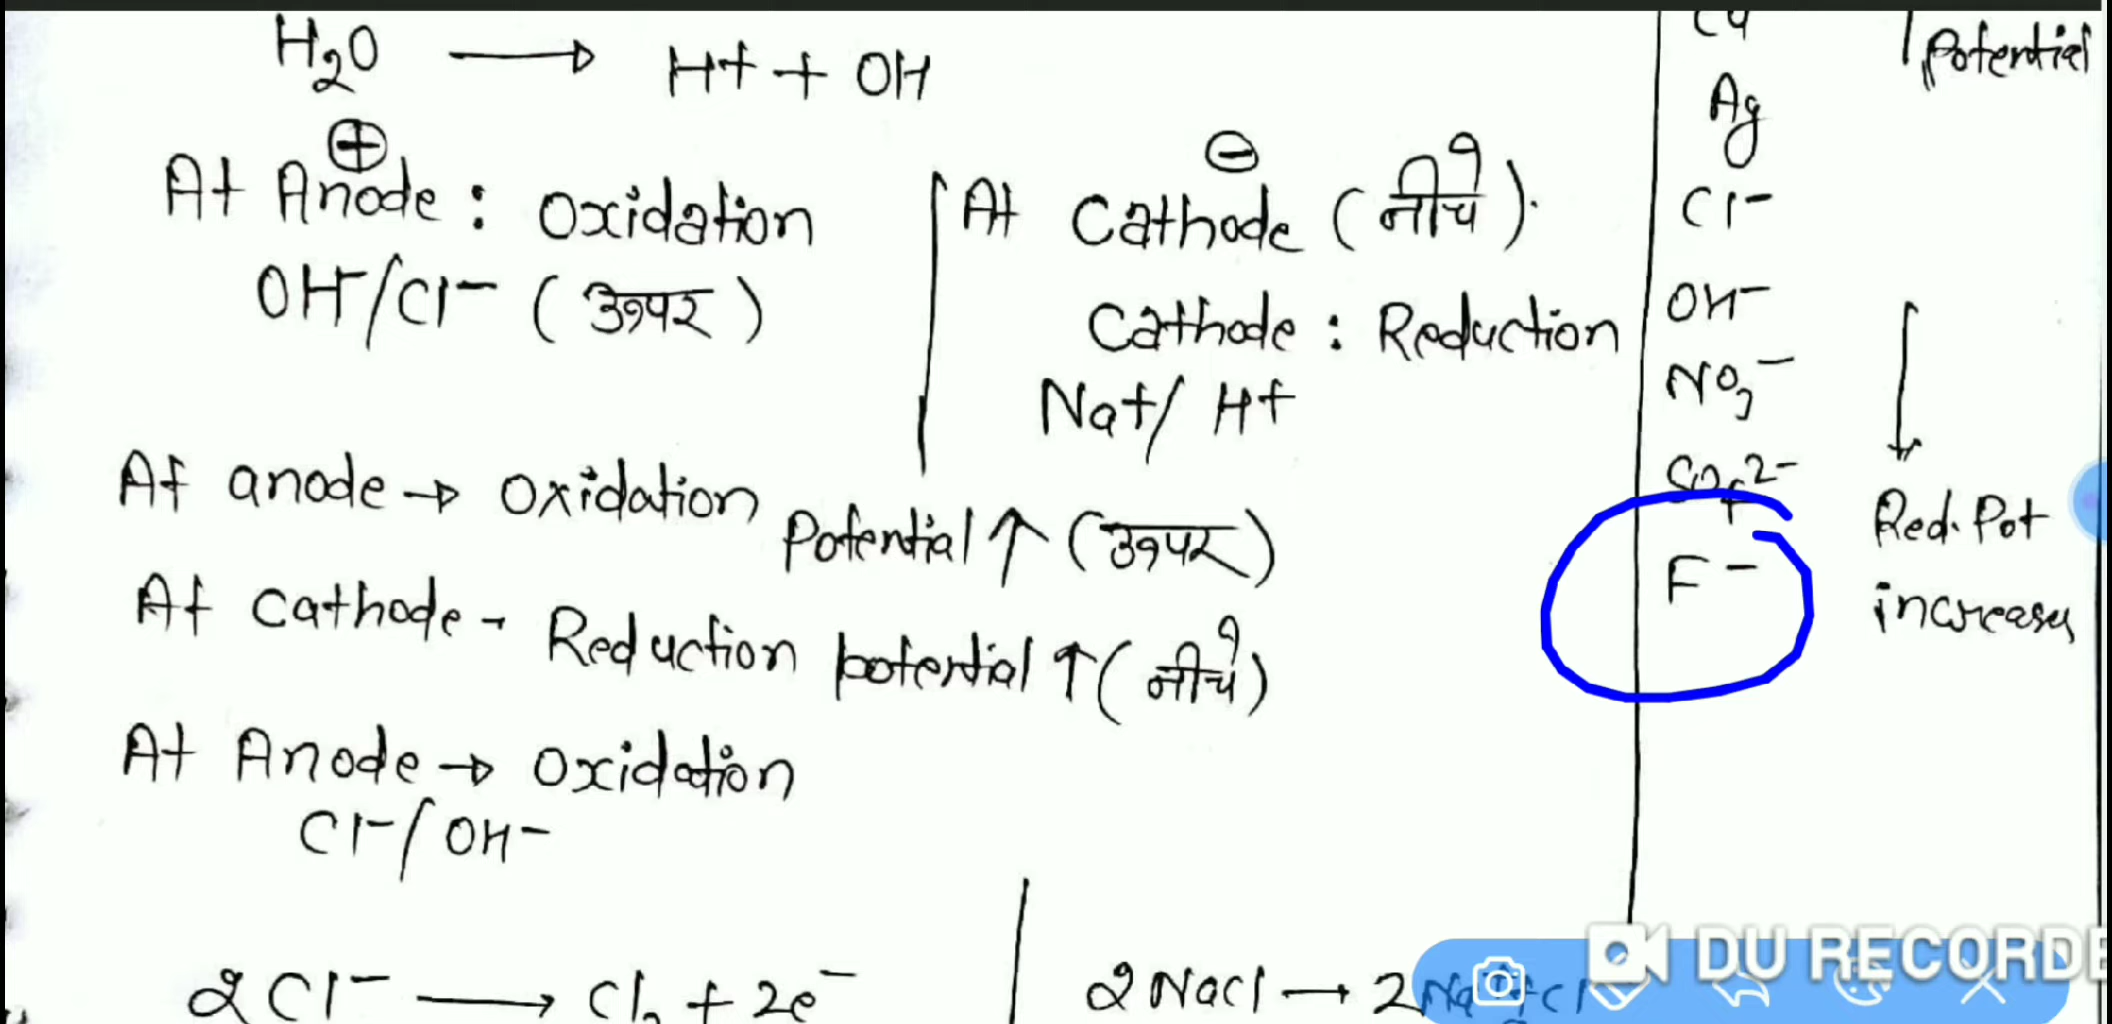 H2O → H+ + OH
⊕
At Anode : Oxidation
OH-/Cl- (ऊपर)
⊖
At Cathode (नीचे).
Cathode : Reduction
Na+/ H+
At anode → Oxidation Potential ↑ (ऊपर)
At Cathode - Reduction potential ↑ (नीचे)
At Anode → Oxidation
Cl-/OH-
2Cl- → Cl2 + 2e-
2NaCl → 2Na
Potential
Ag
Cl-
OH-
NO3-
SO4 2-
F-
Red. Pot
increases
DU RECORDE